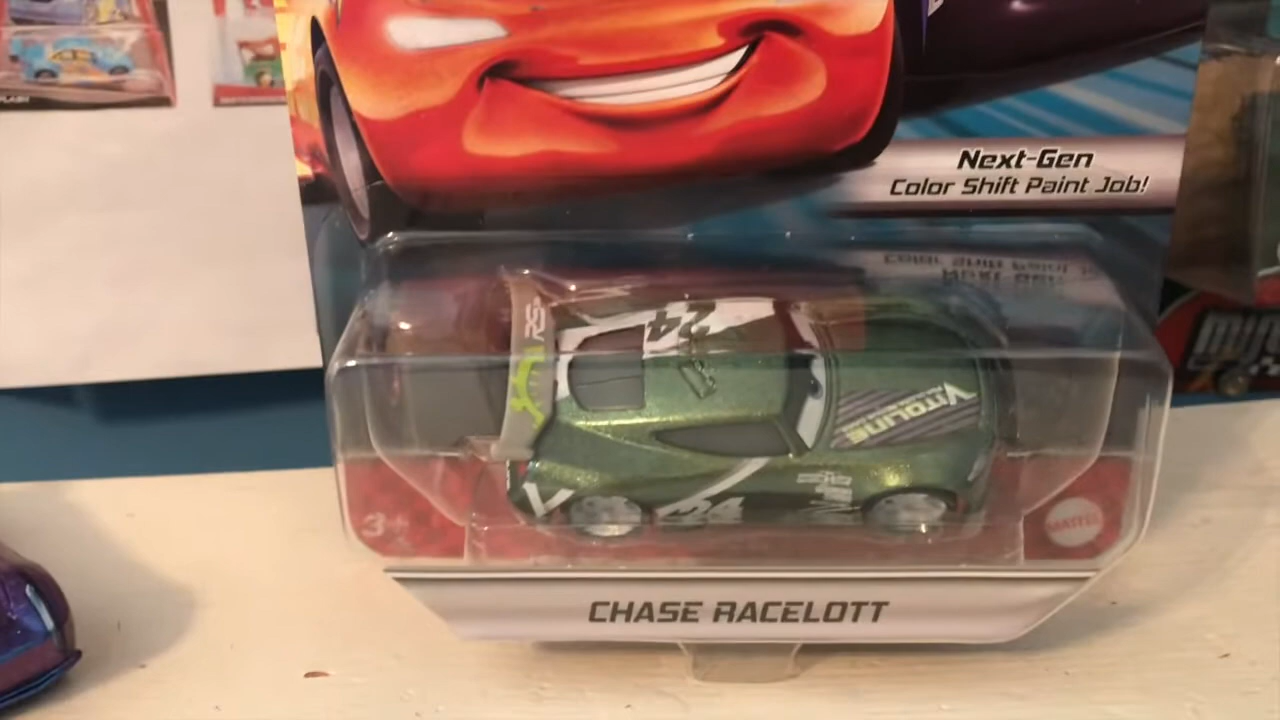 Next-Gen
Color Shift Paint Job!
24
VITOLINE
24
3+
MATTEL
CHASE RACELOTT